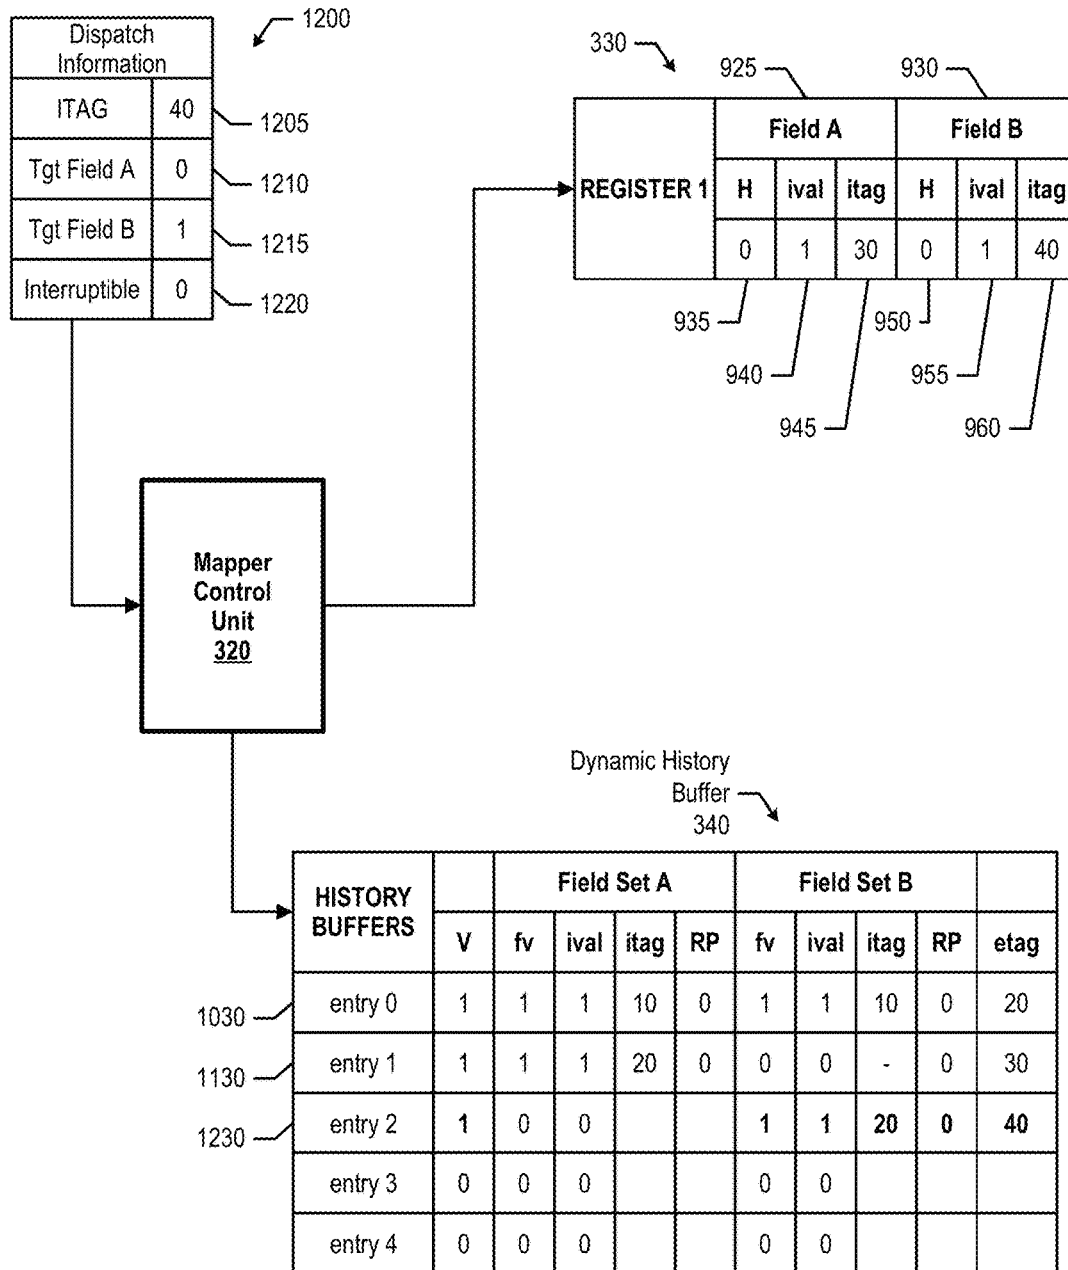 Dispatch
Information
1200
ITAG 40
1205
Tgt Field A 0
1210
Tgt Field B 1
1215
Interruptible 0
1220
330
925
930
REGISTER 1
Field A Field B
H ival itag H ival itag
0 1 30 0 1 40
935
950
940
955
945
960
Mapper
Control
Unit
320
Dynamic History
Buffer
340
HISTORY
BUFFERS
Field Set A Field Set B
V fv ival itag RP fv ival itag RP etag
1030
entry 0 1 1 1 10 0 1 1 10 0 20
1130
entry 1 1 1 1 20 0 0 0 - 0 30
1230
entry 2 1 0 0 1 1 20 0 40
entry 3 0 0 0 0 0
entry 4 0 0 0 0 0